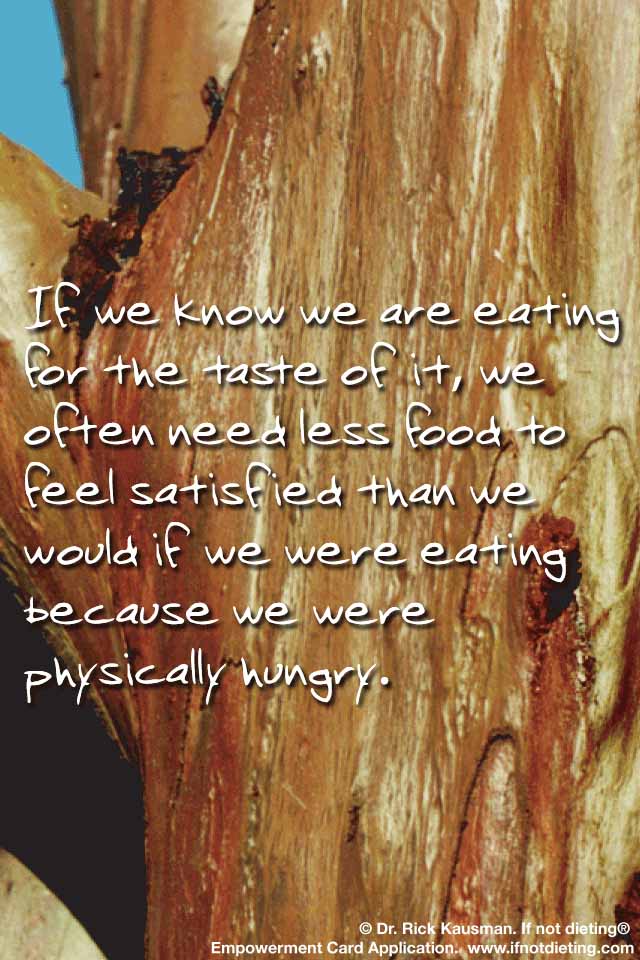 If we know we are eating
for the taste of it, we
often need less food to
feel satisfied than we
would if we were eating
because we were
physically hungry.
© Dr. Rick Kausman. If not dieting®
Empowerment Card Application. www.ifnotdieting.com